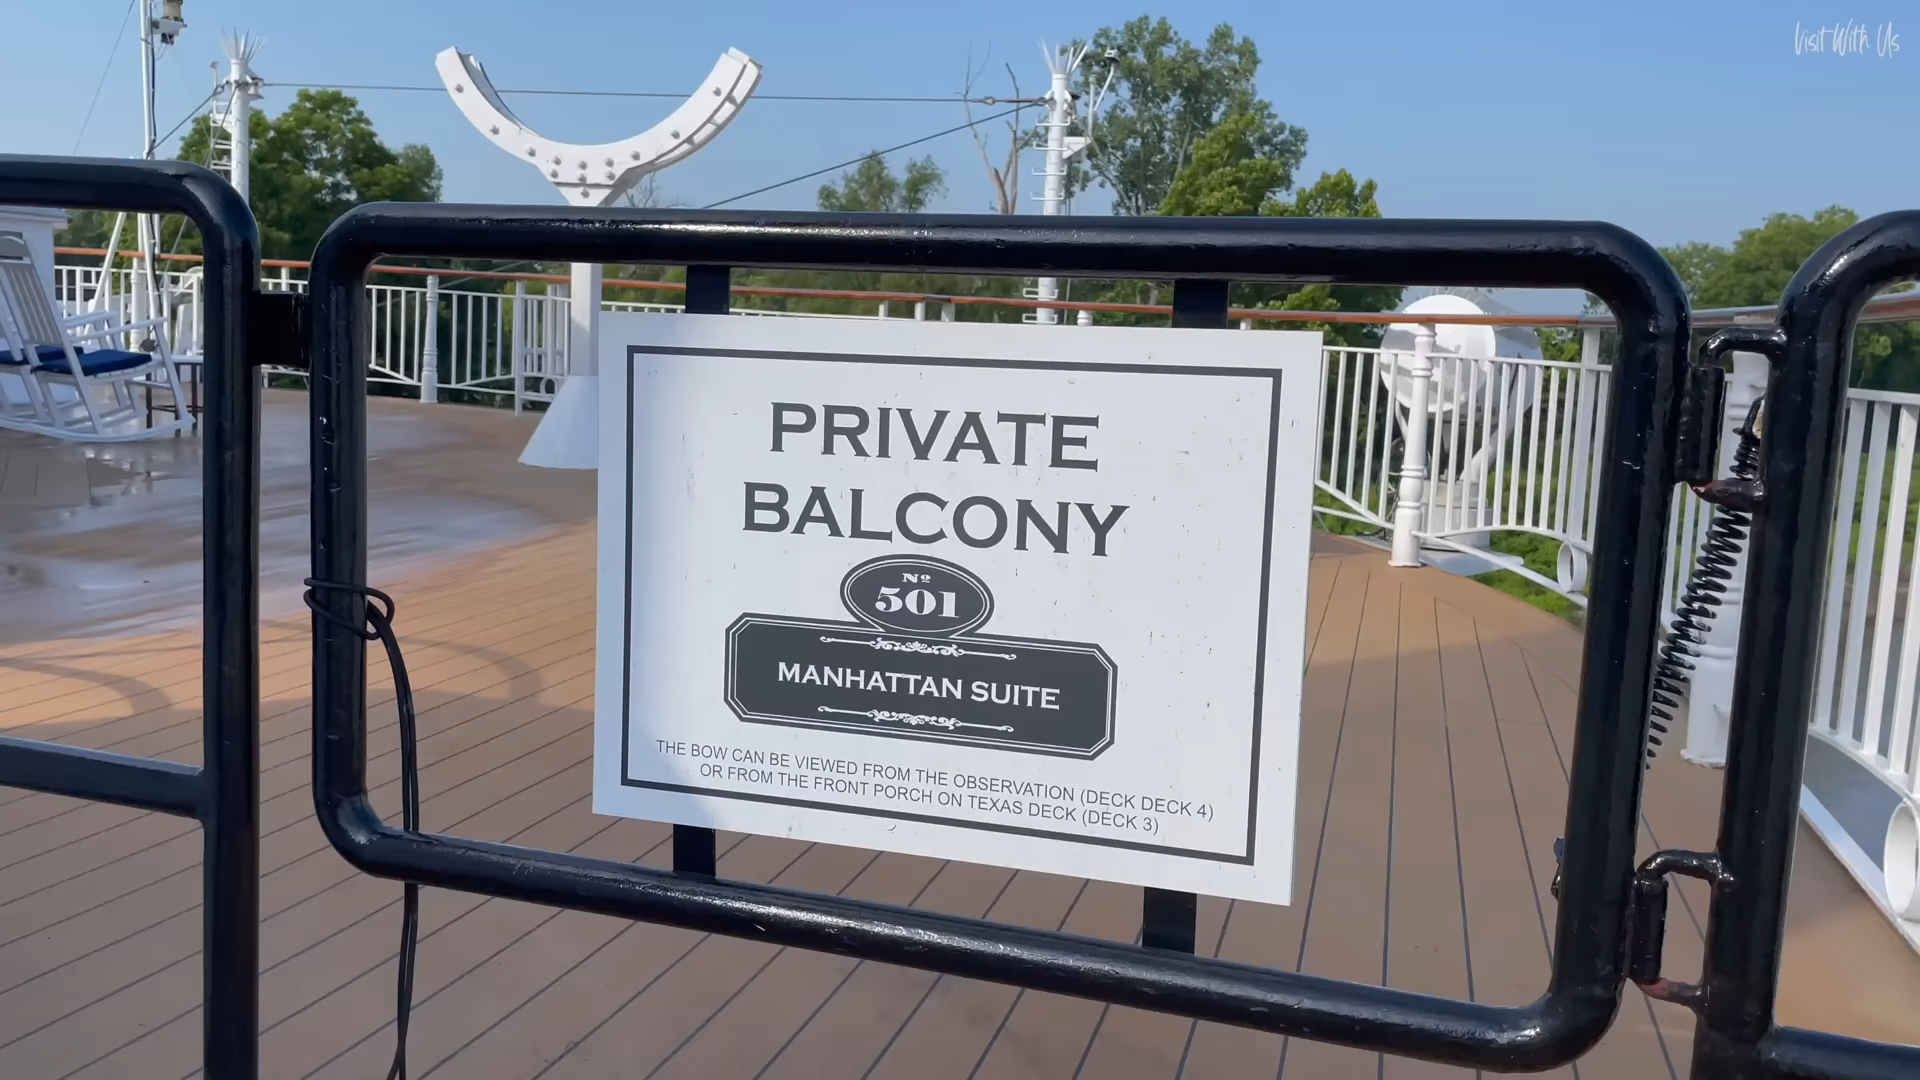 Visit With Us
PRIVATE
BALCONY
Nº
501
MANHATTAN SUITE
THE BOW CAN BE VIEWED FROM THE OBSERVATION (DECK DECK 4)
OR FROM THE FRONT PORCH ON TEXAS DECK (DECK 3)